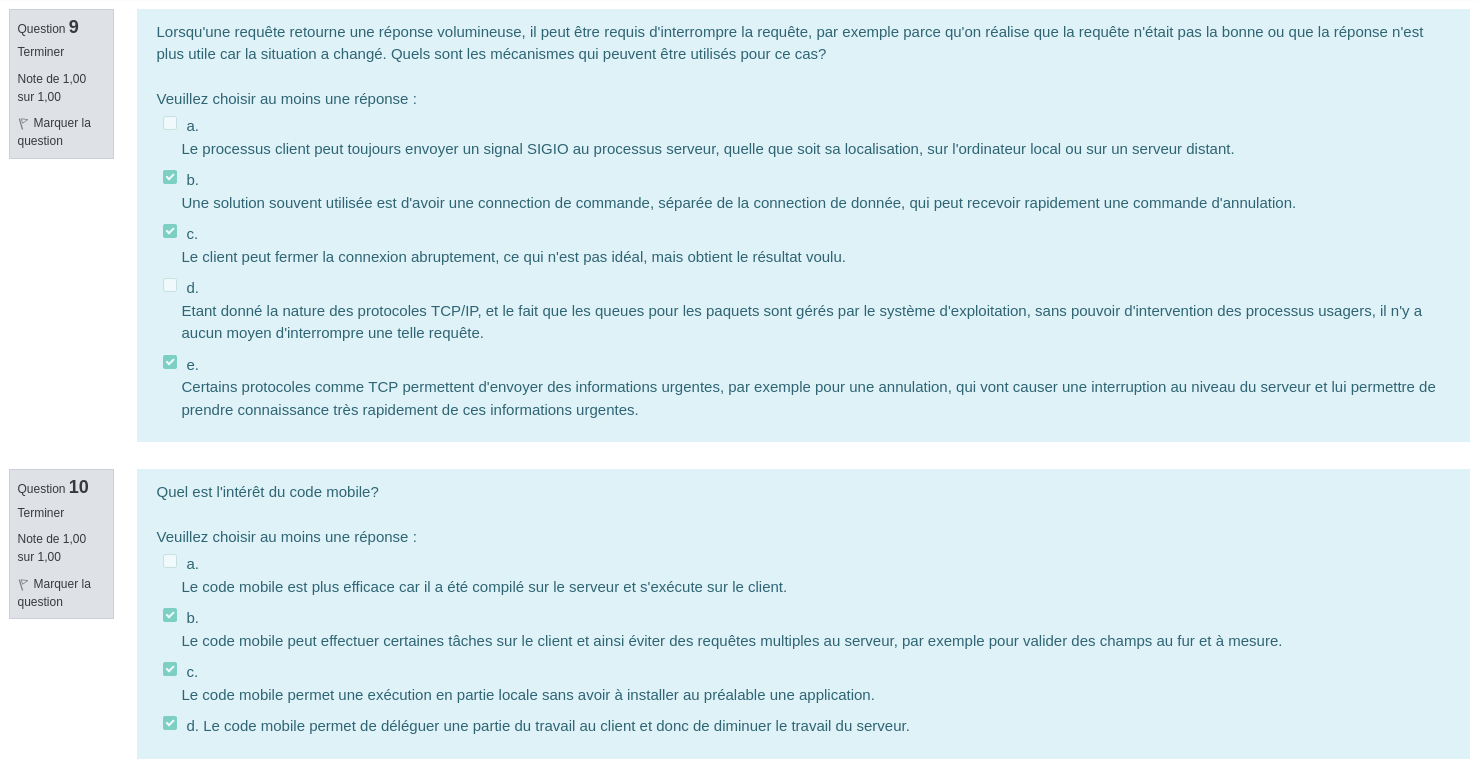 Question 9
Terminer
Note de 1,00
sur 1,00
Marquer la
question
Lorsqu'une requête retourne une réponse volumineuse, il peut être requis d'interrompre la requête, par exemple parce qu'on réalise que la requête n'était pas la bonne ou que la réponse n'est
plus utile car la situation a changé. Quels sont les mécanismes qui peuvent être utilisés pour ce cas?
Veuillez choisir au moins une réponse :
a.
Le processus client peut toujours envoyer un signal SIGIO au processus serveur, quelle que soit sa localisation, sur l'ordinateur local ou sur un serveur distant.
b.
Une solution souvent utilisée est d'avoir une connection de commande, séparée de la connection de donnée, qui peut recevoir rapidement une commande d'annulation.
c.
Le client peut fermer la connexion abruptement, ce qui n'est pas idéal, mais obtient le résultat voulu.
d.
Etant donné la nature des protocoles TCP/IP, et le fait que les queues pour les paquets sont gérés par le système d'exploitation, sans pouvoir d'intervention des processus usagers, il n'y a
aucun moyen d'interrompre une telle requête.
e.
Certains protocoles comme TCP permettent d'envoyer des informations urgentes, par exemple pour une annulation, qui vont causer une interruption au niveau du serveur et lui permettre de
prendre connaissance très rapidement de ces informations urgentes.
Question 10
Terminer
Note de 1,00
sur 1,00
Marquer la
question
Quel est l'intérêt du code mobile?
Veuillez choisir au moins une réponse :
a.
Le code mobile est plus efficace car il a été compilé sur le serveur et s'exécute sur le client.
b.
Le code mobile peut effectuer certaines tâches sur le client et ainsi éviter des requêtes multiples au serveur, par exemple pour valider des champs au fur et à mesure.
c.
Le code mobile permet une exécution en partie locale sans avoir à installer au préalable une application.
d. Le code mobile permet de déléguer une partie du travail au client et donc de diminuer le travail du serveur.